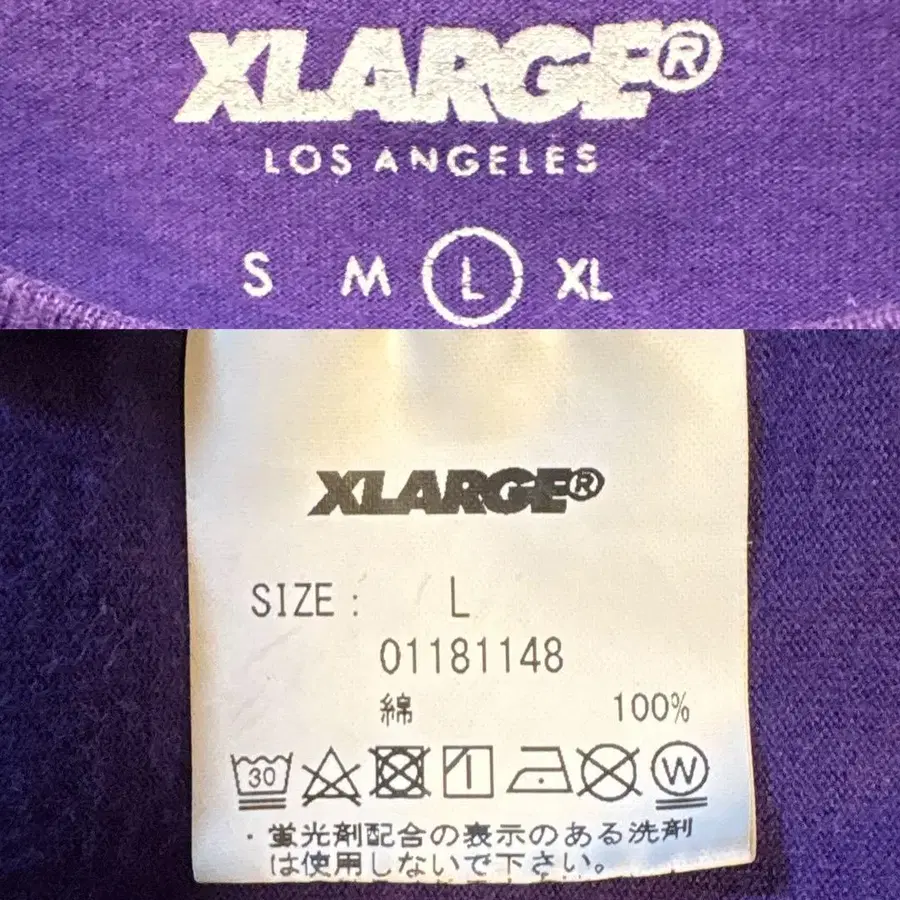 XLARGE®
LOS ANGELES
S M L XL
XLARGE®
SIZE: L
01181148
綿 100%
30 W
・蛍光剤配合の表示のある洗剤
は使用しないで下さい。